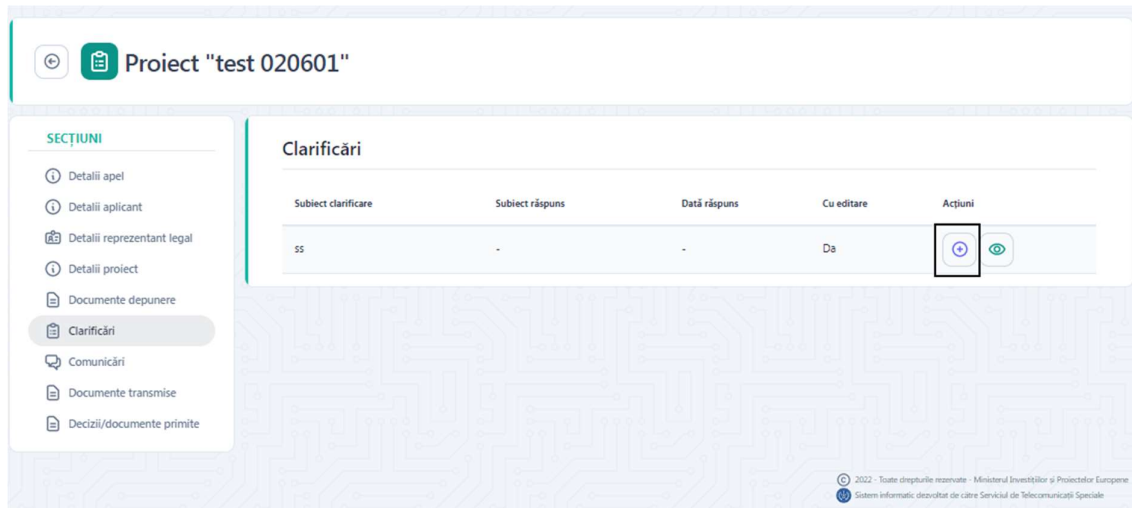 Proiect "test 020601"
SECȚIUNI
Detalii apel
Detalii aplicant
Detalii reprezentant legal
Detalii proiect
Documente depunere
Clarificări
Comunicări
Documente transmise
Decizii/documente primite
Clarificări
Subiect clarificare Subiect răspuns Dată răspuns Cu editare Acțiuni
ss - - Da
2022 - Toate drepturile rezervate - Ministerul Investițiilor și Proiectelor Europene
Sistem informatic dezvoltat de către Serviciul de Telecomunicații Speciale